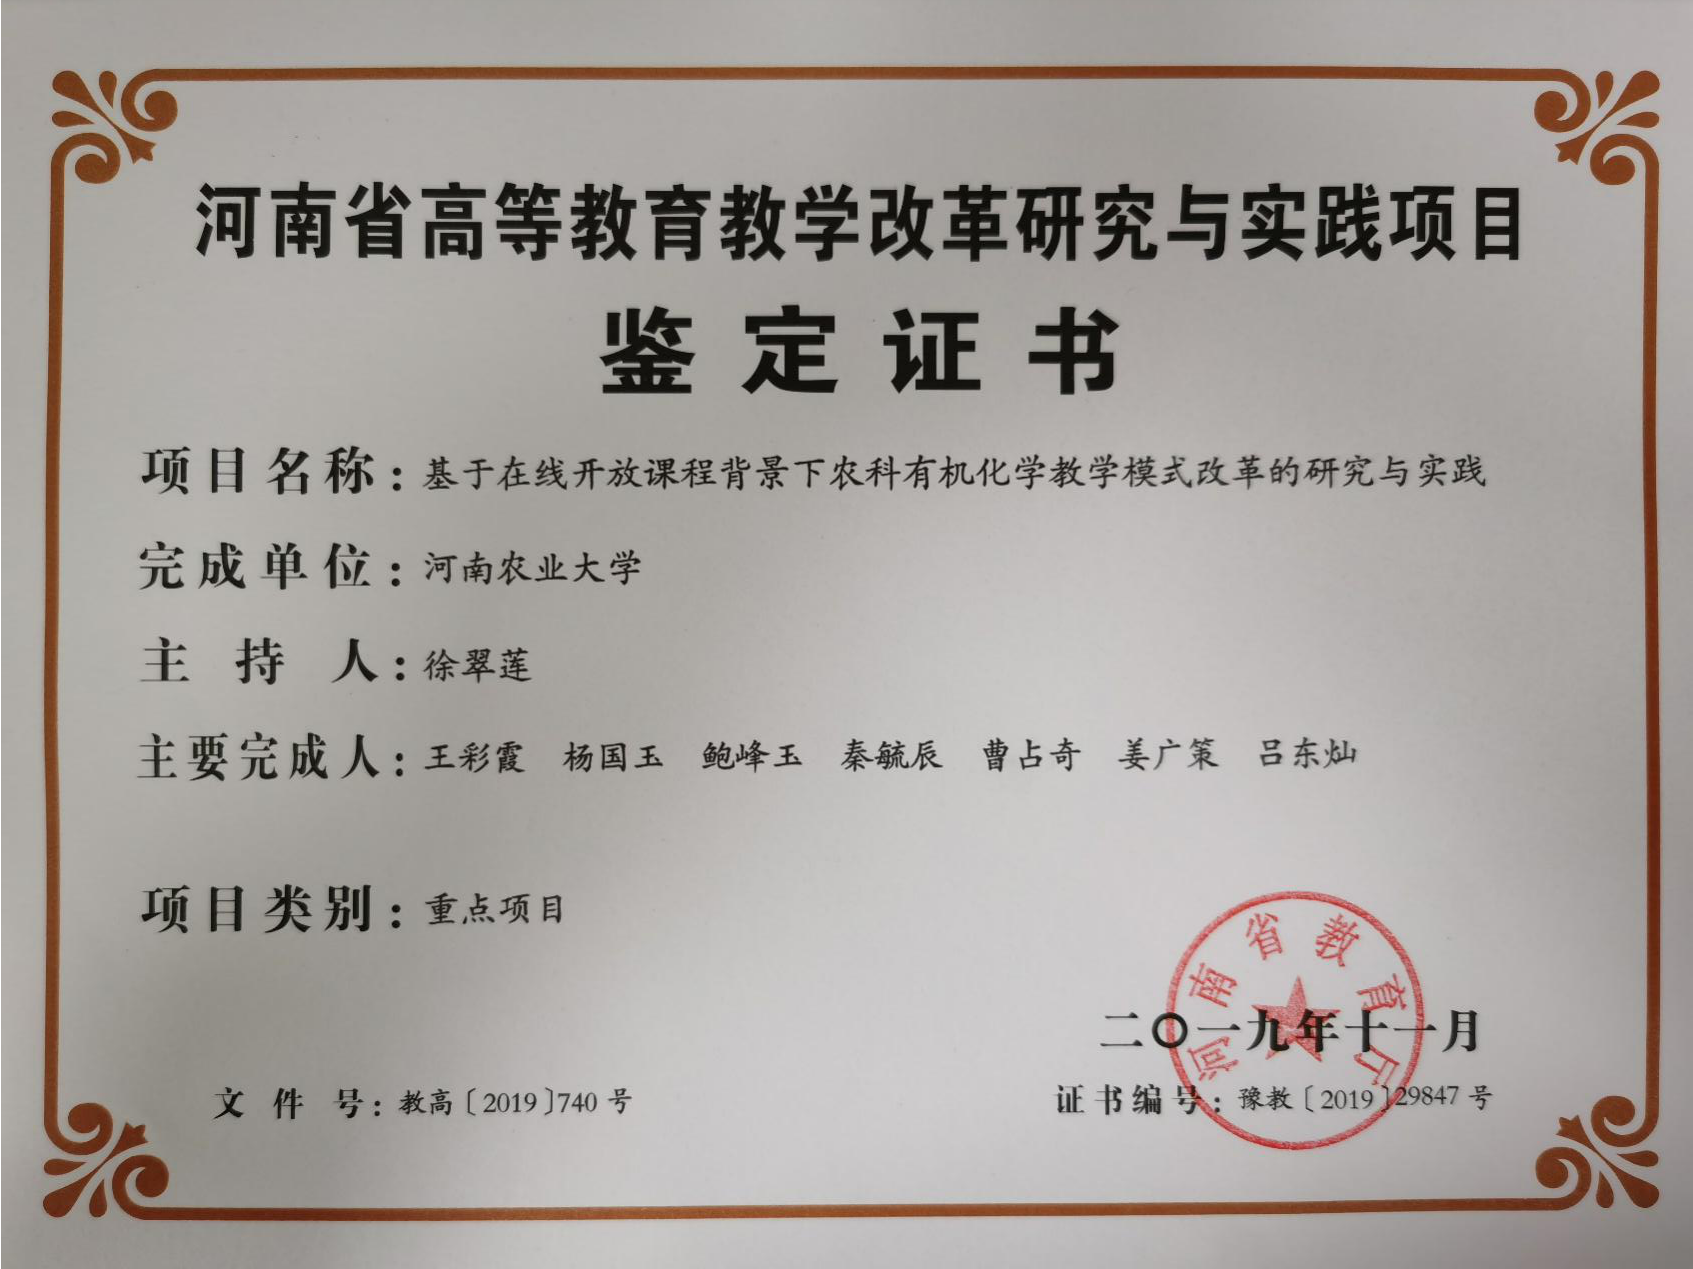 河南省高等教育教学改革研究与实践项目
鉴定证书
项目名称：基于在线开放课程背景下农科有机化学教学模式改革的研究与实践
完成单位：河南农业大学
主持人：徐翠莲
主要完成人：王彩霞 杨国玉 鲍峰玉 秦毓辰 曹占奇 姜广策 吕东灿
项目类别：重点项目
河南省教育厅
二〇一九年十一月
文件号：教高〔2019〕740号
证书编号：豫教〔2019〕29847号